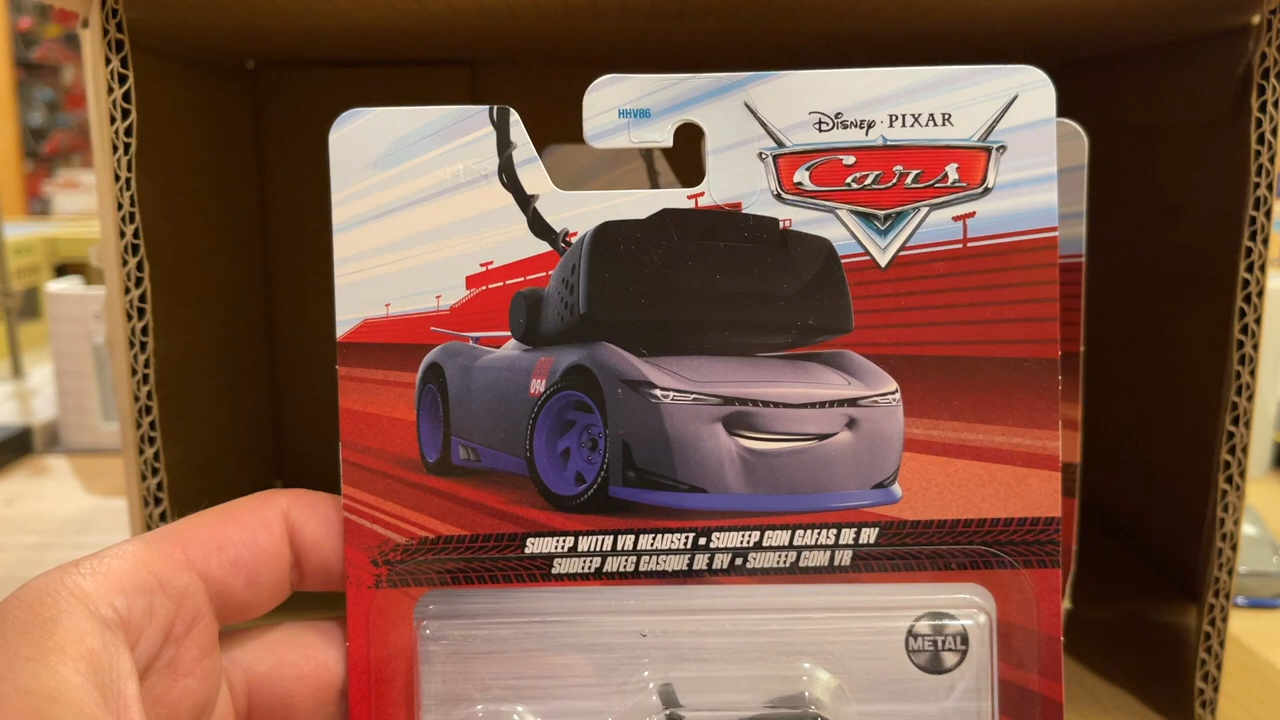 HHV86
Disney · PIXAR
Cars
094
SUDEEP WITH VR HEADSET ▪ SUDEEP CON GAFAS DE RV
SUDEEP AVEC CASQUE DE RV ▪ SUDEEP COM VR
METAL